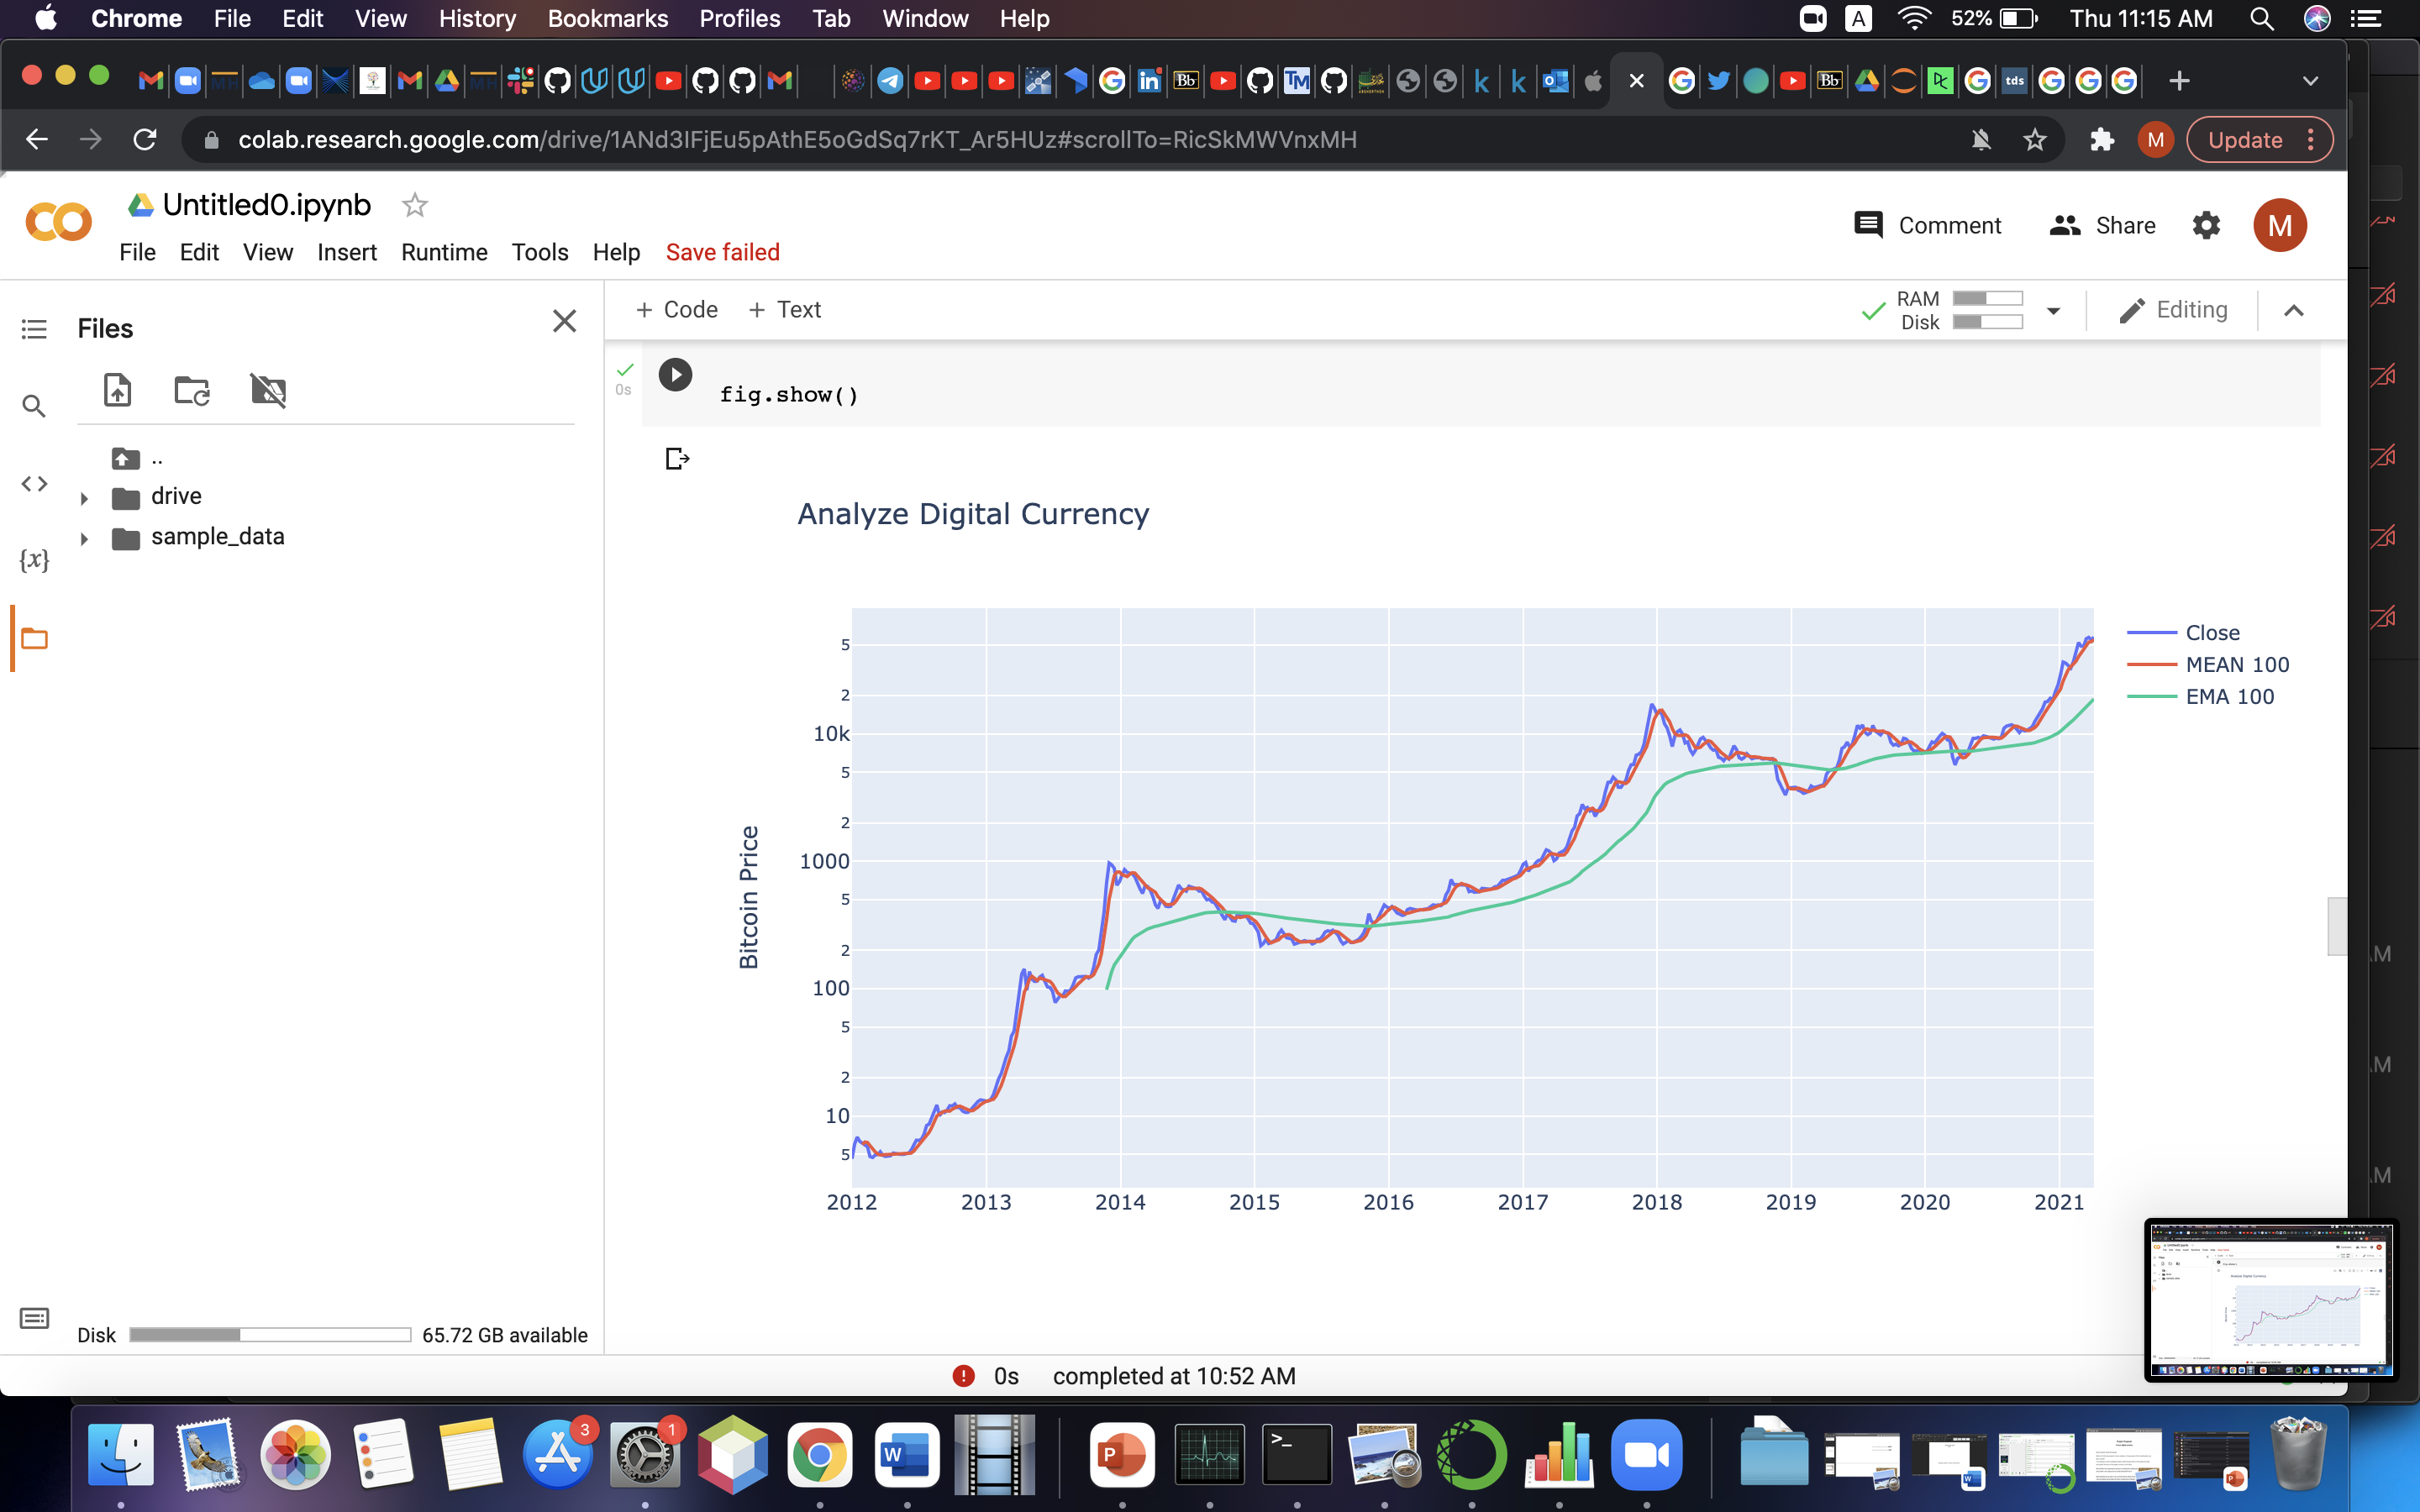 Chrome File Edit View History Bookmarks Profiles Tab Window Help A 52% Thu 11:15 AM
colab.research.google.com/drive/1ANd3IFjEu5pAthE5oGdSq7rKT_Ar5HUz#scrollTo=RicSkMWVnxMH M Update
Untitled0.ipynb
File Edit View Insert Runtime Tools Help Save failed
Comment Share M
Files
+ Code + Text
RAM
Disk
Editing
..
drive
sample_data
{x}
0s
fig.show()
Analyze Digital Currency
Close
MEAN 100
EMA 100
Bitcoin Price
5
2
10k
5
2
1000
5
2
100
5
2
10
5
2012 2013 2014 2015 2016 2017 2018 2019 2020 2021
Disk 65.72 GB available
0s completed at 10:52 AM
3
1